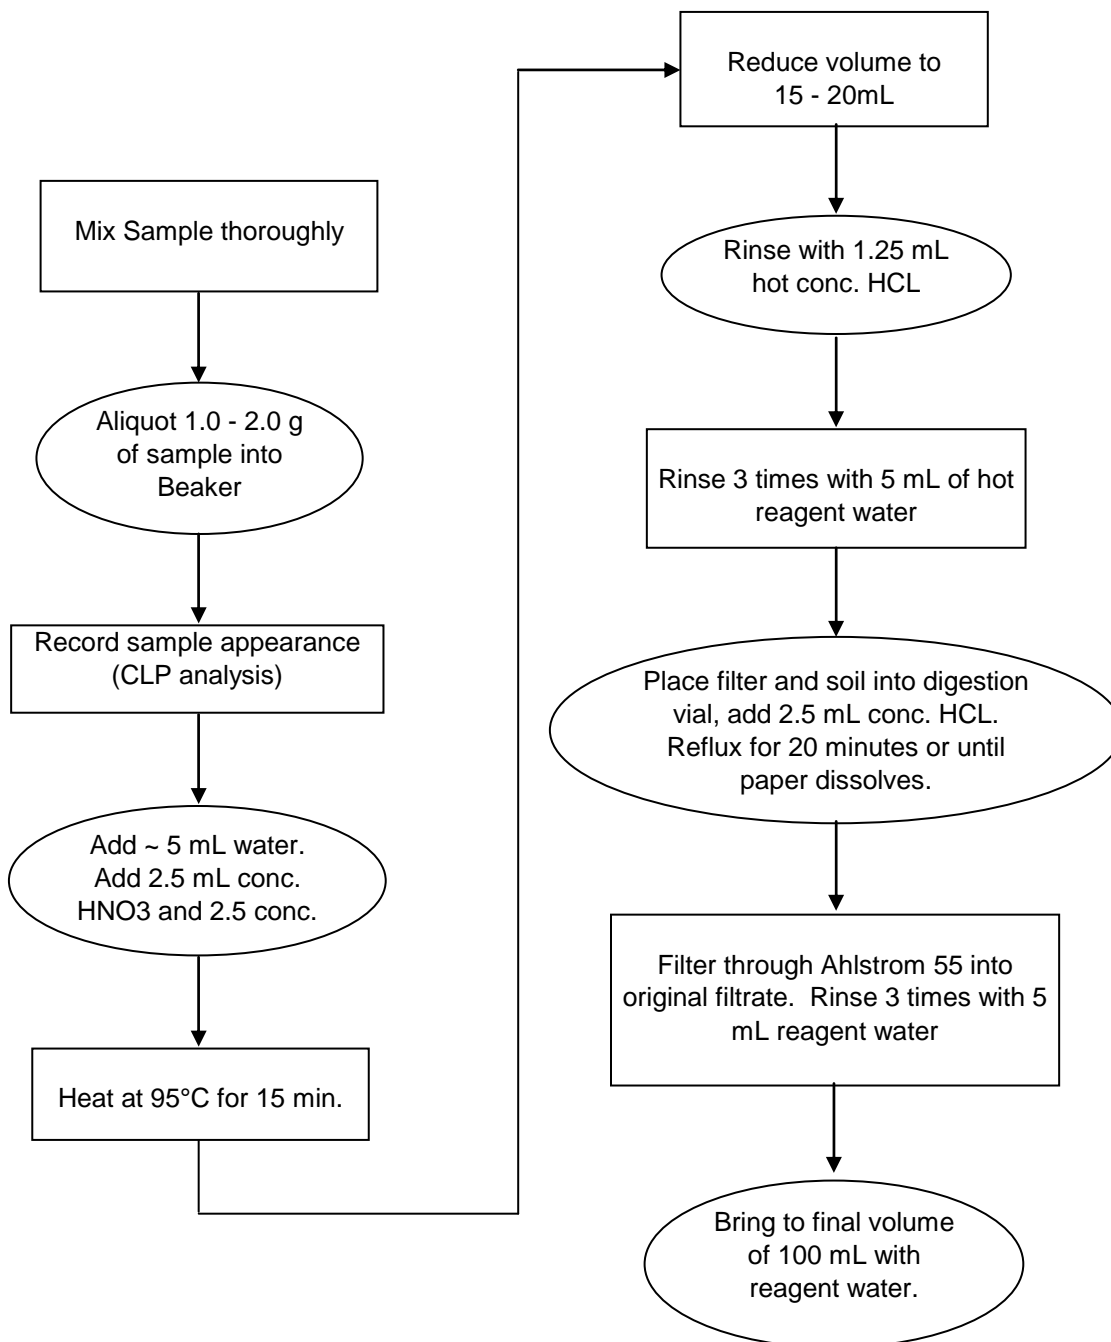 Mix Sample thoroughly
Aliquot 1.0 - 2.0 g
of sample into
Beaker
Record sample appearance
(CLP analysis)
Add ~ 5 mL water.
Add 2.5 mL conc.
HNO3 and 2.5 conc.
Heat at 95°C for 15 min.
Reduce volume to
15 - 20mL
Rinse with 1.25 mL
hot conc. HCL
Rinse 3 times with 5 mL of hot
reagent water
Place filter and soil into digestion
vial, add 2.5 mL conc. HCL.
Reflux for 20 minutes or until
paper dissolves.
Filter through Ahlstrom 55 into
original filtrate.  Rinse 3 times with 5
mL reagent water
Bring to final volume
of 100 mL with
reagent water.